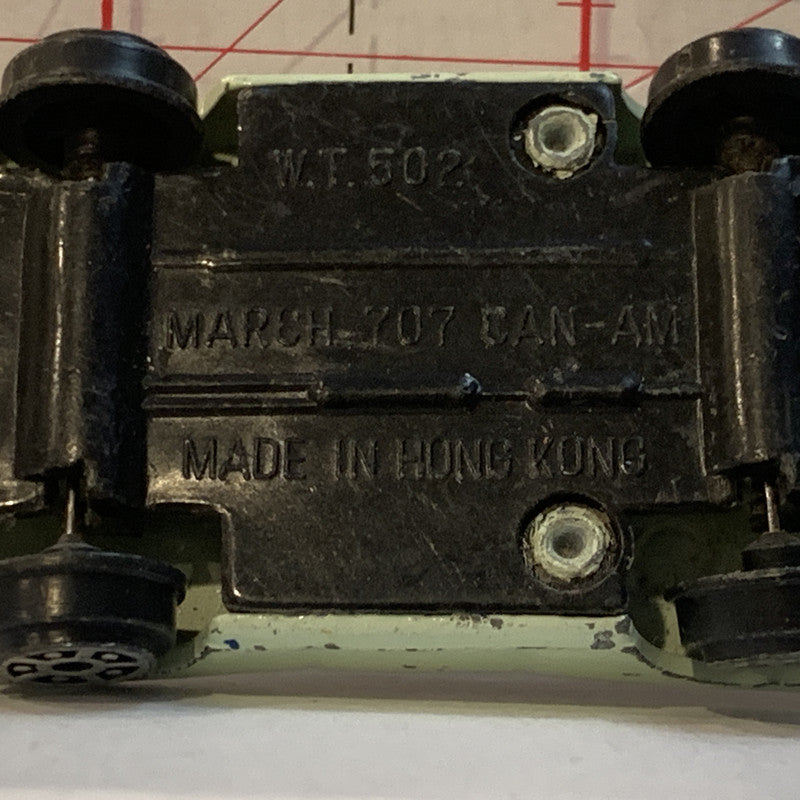 W.T. 502
MARCH 707 CAN-AM
MADE IN HONG KONG